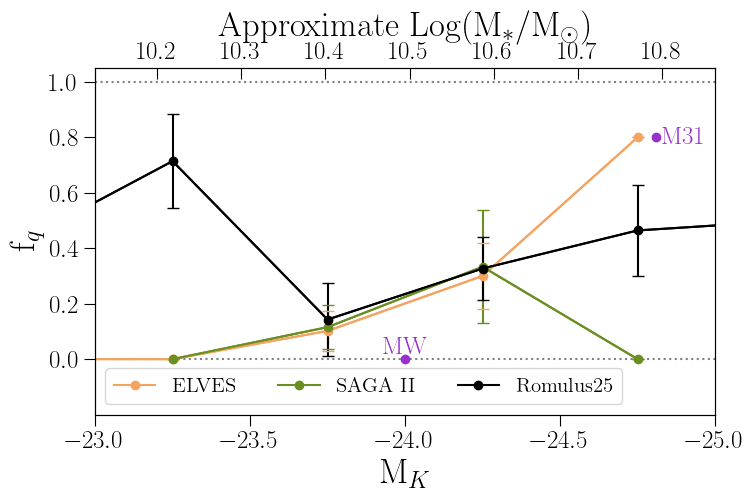 Approximate Log(M*/M⊙)
10.2 10.3 10.4 10.5 10.6 10.7 10.8
1.0
0.8
M31
0.6
0.4
0.2
MW
0.0
f_q
ELVES SAGA II Romulus25
−23.0 −23.5 −24.0 −24.5 −25.0
M_K